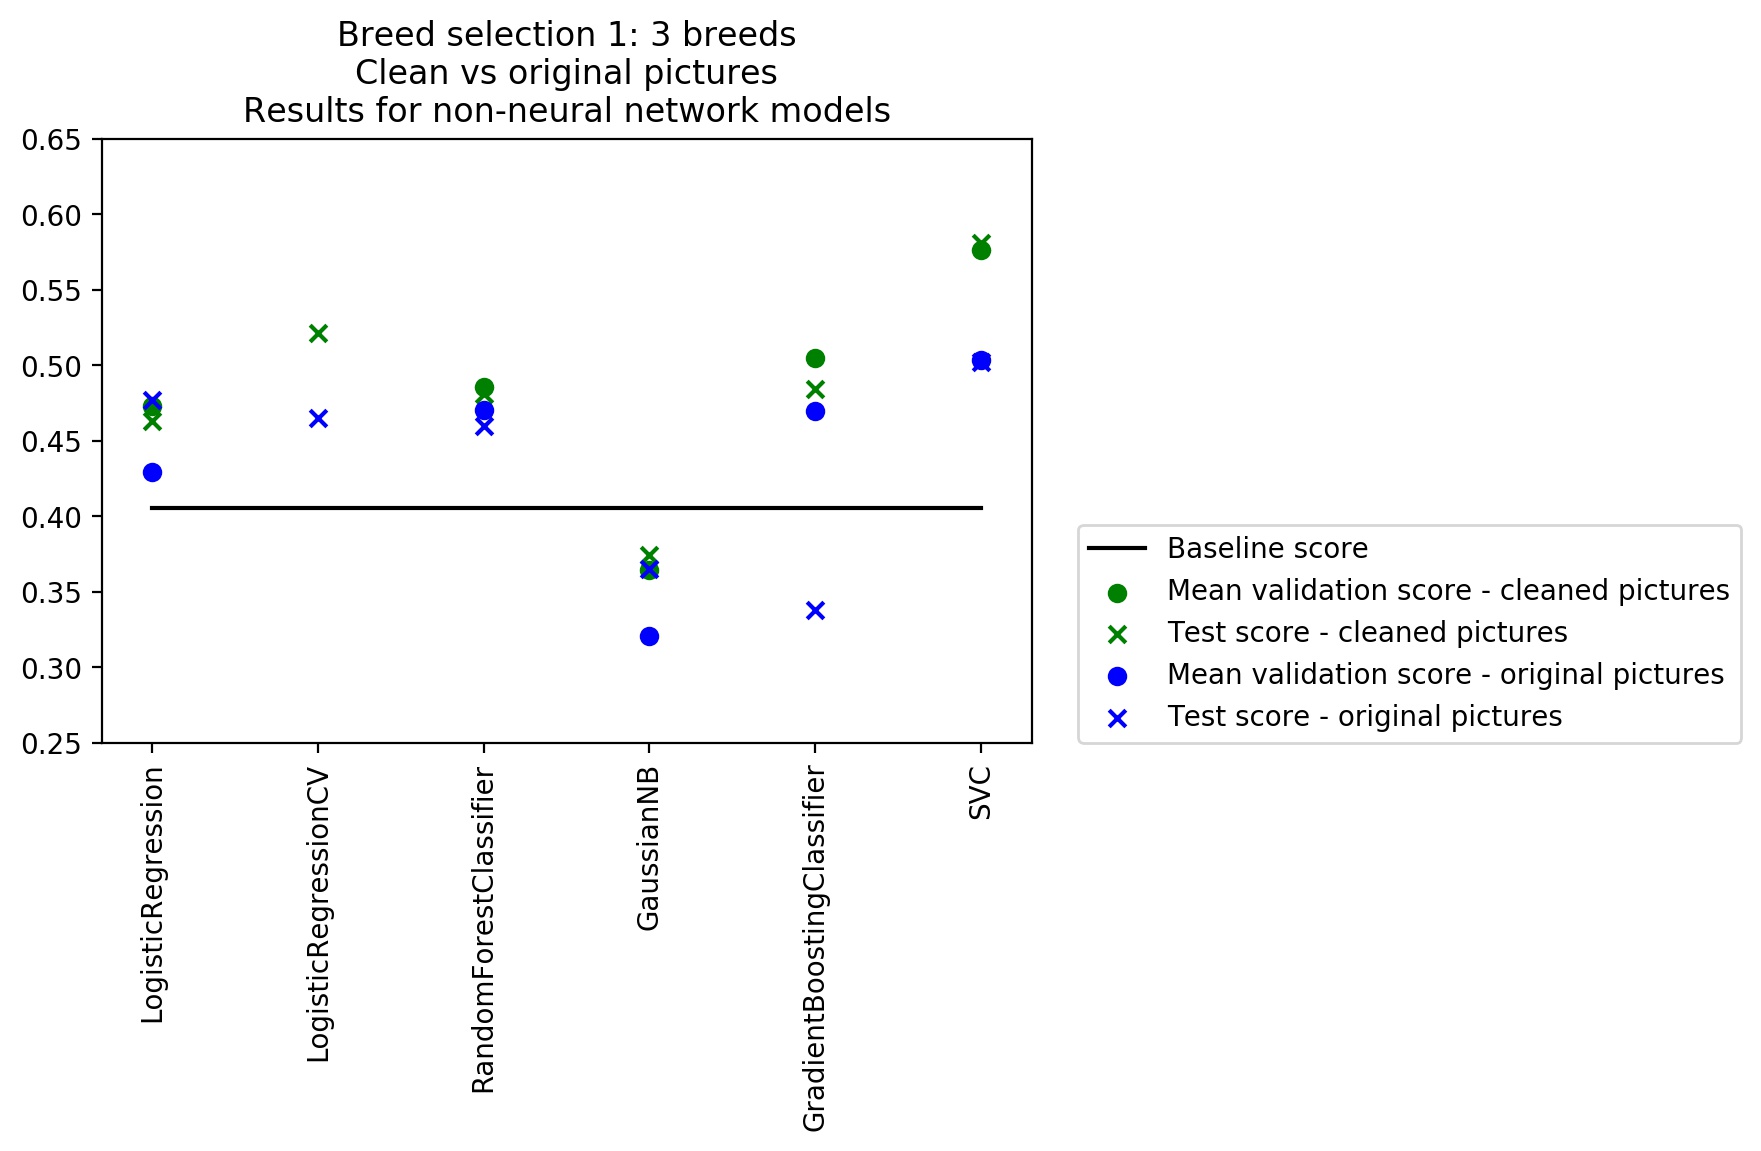 Breed selection 1: 3 breeds
Clean vs original pictures
Results for non-neural network models
0.65
0.60
0.55
0.50
0.45
0.40
0.35
0.30
0.25
LogisticRegression
LogisticRegressionCV
RandomForestClassifier
GaussianNB
GradientBoostingClassifier
SVC
Baseline score
Mean validation score - cleaned pictures
Test score - cleaned pictures
Mean validation score - original pictures
Test score - original pictures